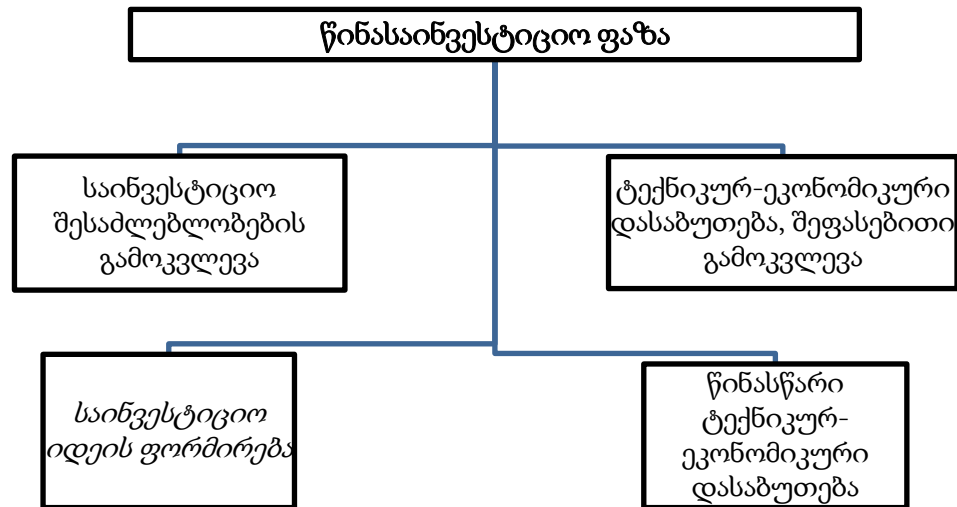 წინასაინვესტიციო ფაზა
საინვესტიციო
შესაძლებლობების
გამოკვლევა
ტექნიკურ-ეკონომიკური
დასაბუთება, შეფასებითი
გამოკვლევა
საინვესტიციო
იდეის ფორმირება
წინასწარი
ტექნიკურ-
ეკონომიკური
დასაბუთება